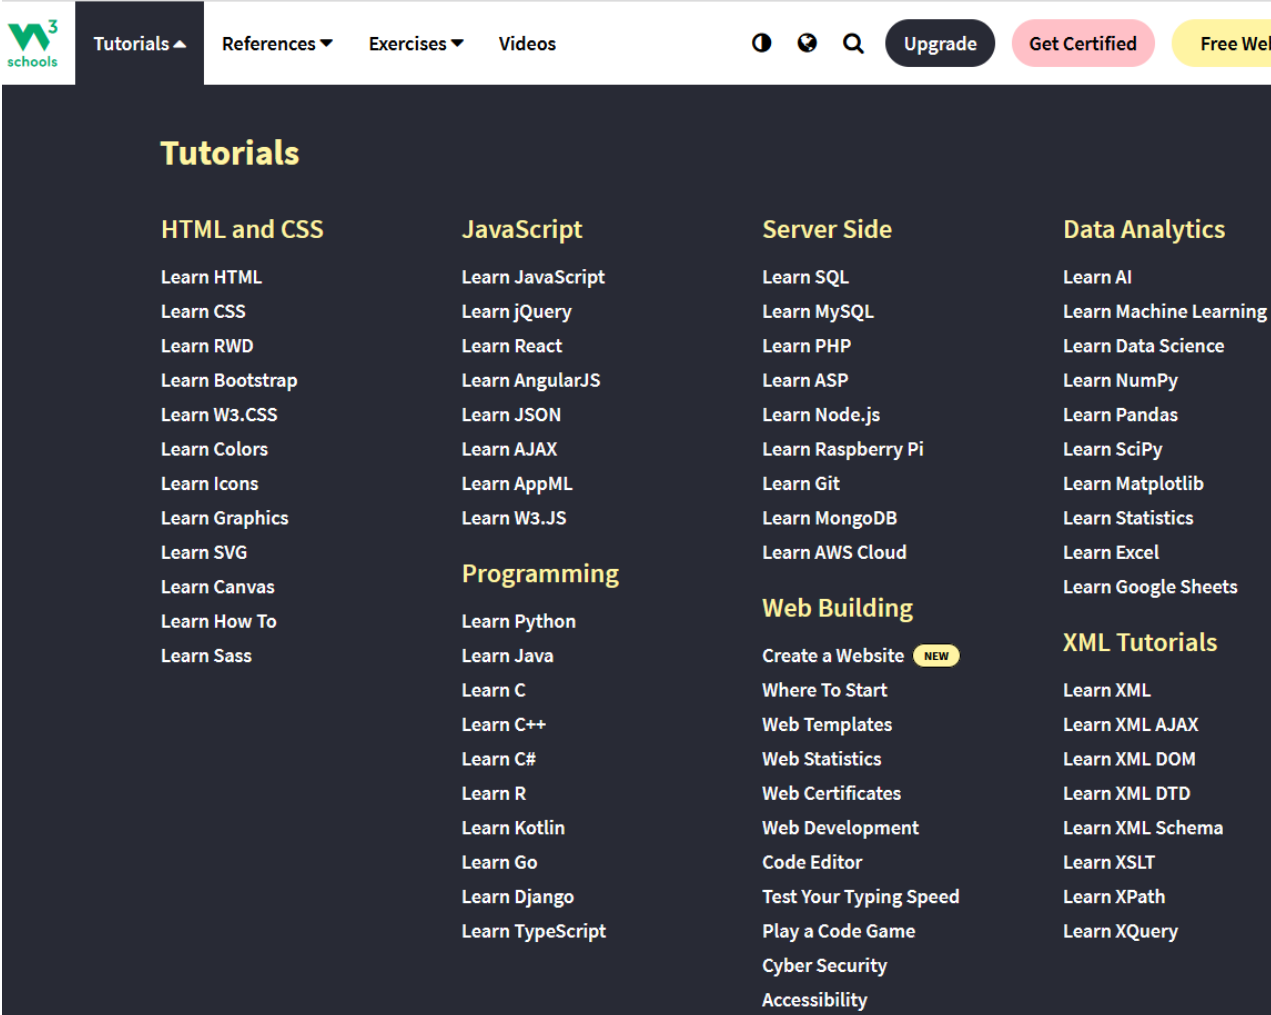 W3
schools
Tutorials
References
Exercises
Videos
Upgrade
Get Certified
Free
Tutorials
HTML and CSS
Learn HTML
Learn CSS
Learn RWD
Learn Bootstrap
Learn W3.CSS
Learn Colors
Learn Icons
Learn Graphics
Learn SVG
Learn Canvas
Learn How To
Learn Sass
JavaScript
Learn JavaScript
Learn jQuery
Learn React
Learn AngularJS
Learn JSON
Learn AJAX
Learn AppML
Learn W3.JS
Programming
Learn Python
Learn Java
Learn C
Learn C++
Learn C#
Learn R
Learn Kotlin
Learn Go
Learn Django
Learn TypeScript
Server Side
Learn SQL
Learn MySQL
Learn PHP
Learn ASP
Learn Node.js
Learn Raspberry Pi
Learn Git
Learn MongoDB
Learn AWS Cloud
Web Building
Create a Website NEW
Where To Start
Web Templates
Web Statistics
Web Certificates
Web Development
Code Editor
Test Your Typing Speed
Play a Code Game
Cyber Security
Accessibility
Data Analytics
Learn AI
Learn Machine Learning
Learn Data Science
Learn NumPy
Learn Pandas
Learn SciPy
Learn Matplotlib
Learn Statistics
Learn Excel
Learn Google Sheets
XML Tutorials
Learn XML
Learn XML AJAX
Learn XML DOM
Learn XML DTD
Learn XML Schema
Learn XSLT
Learn XPath
Learn XQuery